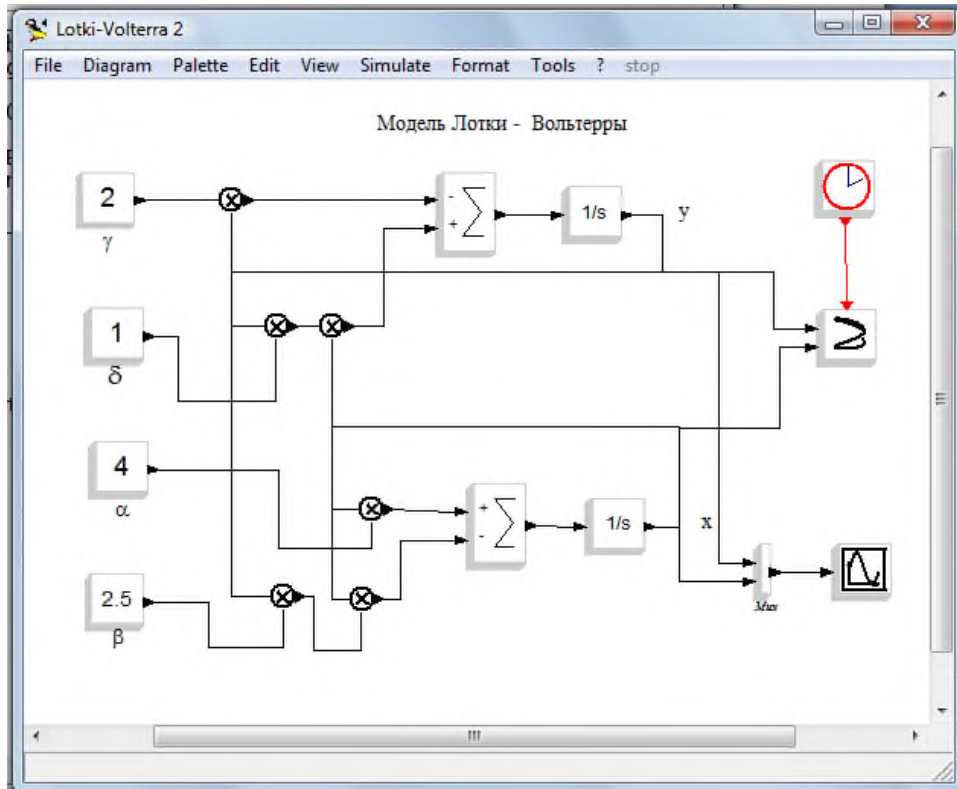 Lotki-Volterra 2
File Diagram Palette Edit View Simulate Format Tools ? stop
Модель Лотки - Вольтерры
2
γ
- + Σ
1/s
y
1
δ
4
α
+ - Σ
1/s
x
2.5
β
Mux